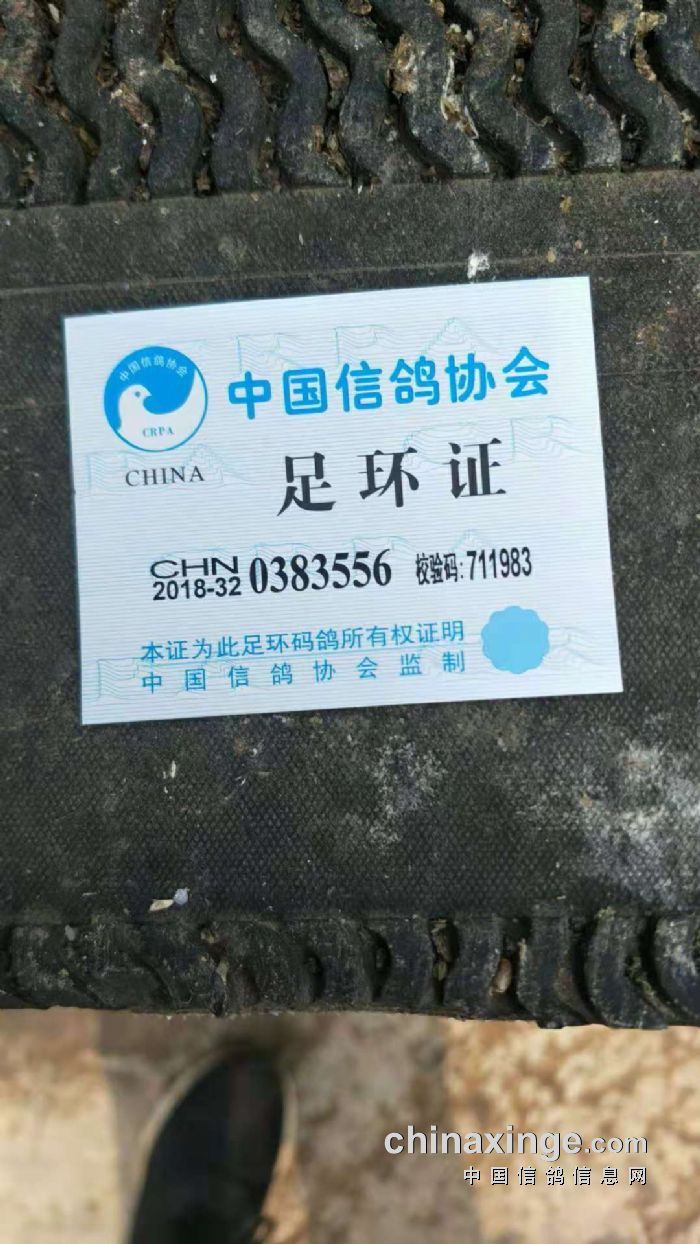 中国信鸽协会
CRPA
CHINA
中国信鸽协会
足环证
CHN
2018-32 0383556 校验码:711983
本证为此足环码鸽所有权证明
中国信鸽协会监制
chinaxinge.com
中国信鸽信息网